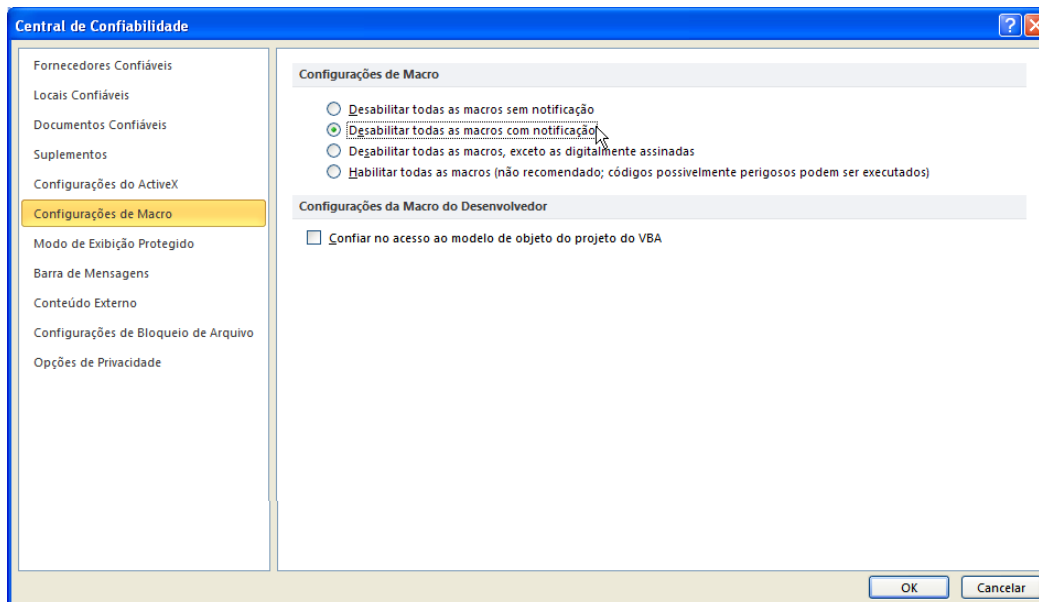 Central de Confiabilidade
Fornecedores Confiáveis
Locais Confiáveis
Documentos Confiáveis
Suplementos
Configurações do ActiveX
Configurações de Macro
Modo de Exibição Protegido
Barra de Mensagens
Conteúdo Externo
Configurações de Bloqueio de Arquivo
Opções de Privacidade
Configurações de Macro
Desabilitar todas as macros sem notificação
Desabilitar todas as macros com notificação
Desabilitar todas as macros, exceto as digitalmente assinadas
Habilitar todas as macros (não recomendado; códigos possivelmente perigosos podem ser executados)
Configurações da Macro do Desenvolvedor
Confiar no acesso ao modelo de objeto do projeto do VBA
OK
Cancelar